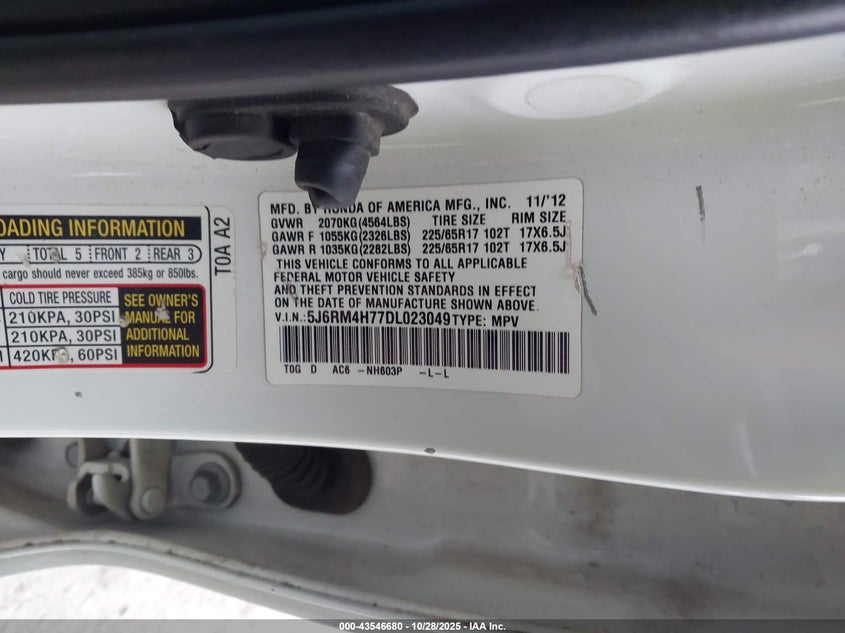 OADING INFORMATION
Y TOTAL 5 FRONT 2 REAR 3
cargo should never exceed 385kg or 850lbs.
COLD TIRE PRESSURE
210KPA, 30PSI
210KPA, 30PSI
420KPA, 60PSI
SEE OWNER'S
MANUAL FOR
ADDITIONAL
INFORMATION
TOA A2
MFD. BY HONDA OF AMERICA MFG., INC. 11/'12
GVWR 2070KG(4564LBS) TIRE SIZE RIM SIZE
GAWR F 1055KG(2326LBS) 225/65R17 102T 17X6.5J
GAWR R 1035KG(2282LBS) 225/65R17 102T 17X6.5J
THIS VEHICLE CONFORMS TO ALL APPLICABLE
FEDERAL MOTOR VEHICLE SAFETY
AND THEFT PREVENTION STANDARDS IN EFFECT
ON THE DATE OF MANUFACTURE SHOWN ABOVE.
V.I.N.:5J6RM4H77DL023049 TYPE: MPV
T0G D AC6 -NH603P -L-L
000-43546680 | 10/28/2025 - IAA, Inc.